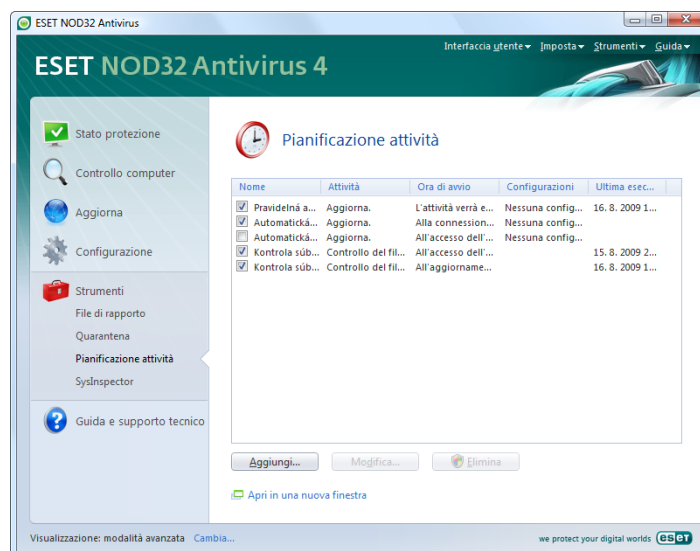 ESET NOD32 Antivirus
Interfaccia utente Imposta Strumenti Guida
ESET NOD32 Antivirus 4
Stato protezione
Controllo computer
Aggiorna
Configurazione
Strumenti
File di rapporto
Quarantena
Pianificazione attività
SysInspector
Guida e supporto tecnico
Pianificazione attività
Nome Attività Ora di avvio Configurazioni Ultima esec...
Pravidelná a... Aggiorna. L'attività verrà e... Nessuna config... 16. 8. 2009 1...
Automatická... Aggiorna. Alla connession... Nessuna config...
Automatická... Aggiorna. All'accesso dell'... Nessuna config...
Kontrola súb... Controllo del fil... All'accesso dell'... 15. 8. 2009 2...
Kontrola súb... Controllo del fil... All'aggiorname... 16. 8. 2009 1...
Aggiungi... Modifica... Elimina
Apri in una nuova finestra
Visualizzazione: modalità avanzata Cambia...
we protect your digital worlds eseT